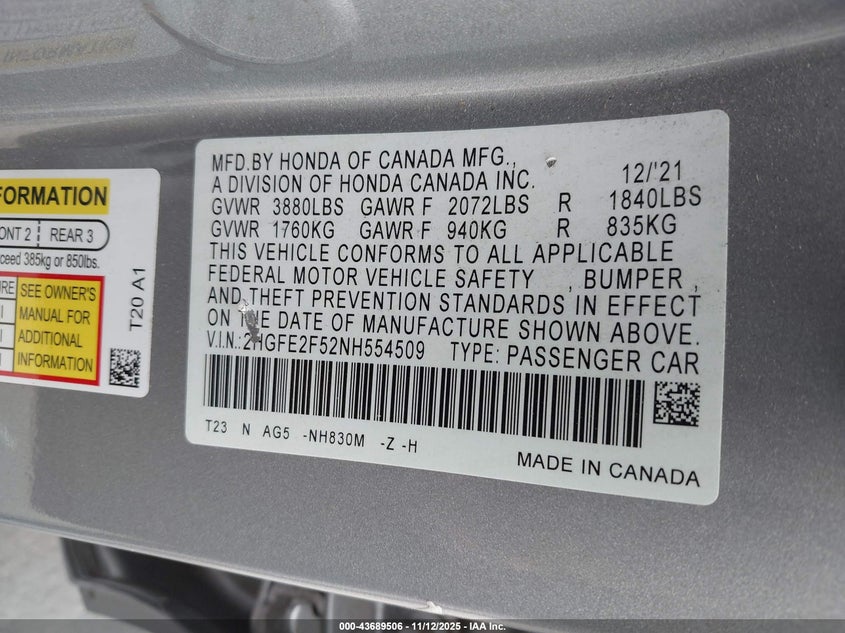 FORMATION
ONT 2 REAR 3
ceed 385kg or 850lbs.
SEE OWNER'S
MANUAL FOR
ADDITIONAL
INFORMATION
T20 A1
MFD.BY HONDA OF CANADA MFG.,
A DIVISION OF HONDA CANADA INC. 12/'21
GVWR 3880LBS GAWR F 2072LBS R 1840LBS
GVWR 1760KG GAWR F 940KG R 835KG
THIS VEHICLE CONFORMS TO ALL APPLICABLE
FEDERAL MOTOR VEHICLE SAFETY , BUMPER ,
AND THEFT PREVENTION STANDARDS IN EFFECT
ON THE DATE OF MANUFACTURE SHOWN ABOVE.
V.I.N.: 2HGFE2F52NH554509 TYPE: PASSENGER CAR
T23 N AG5 -NH830M -Z -H
MADE IN CANADA
000-43689506 - 11/12/2025 - IAA Inc.